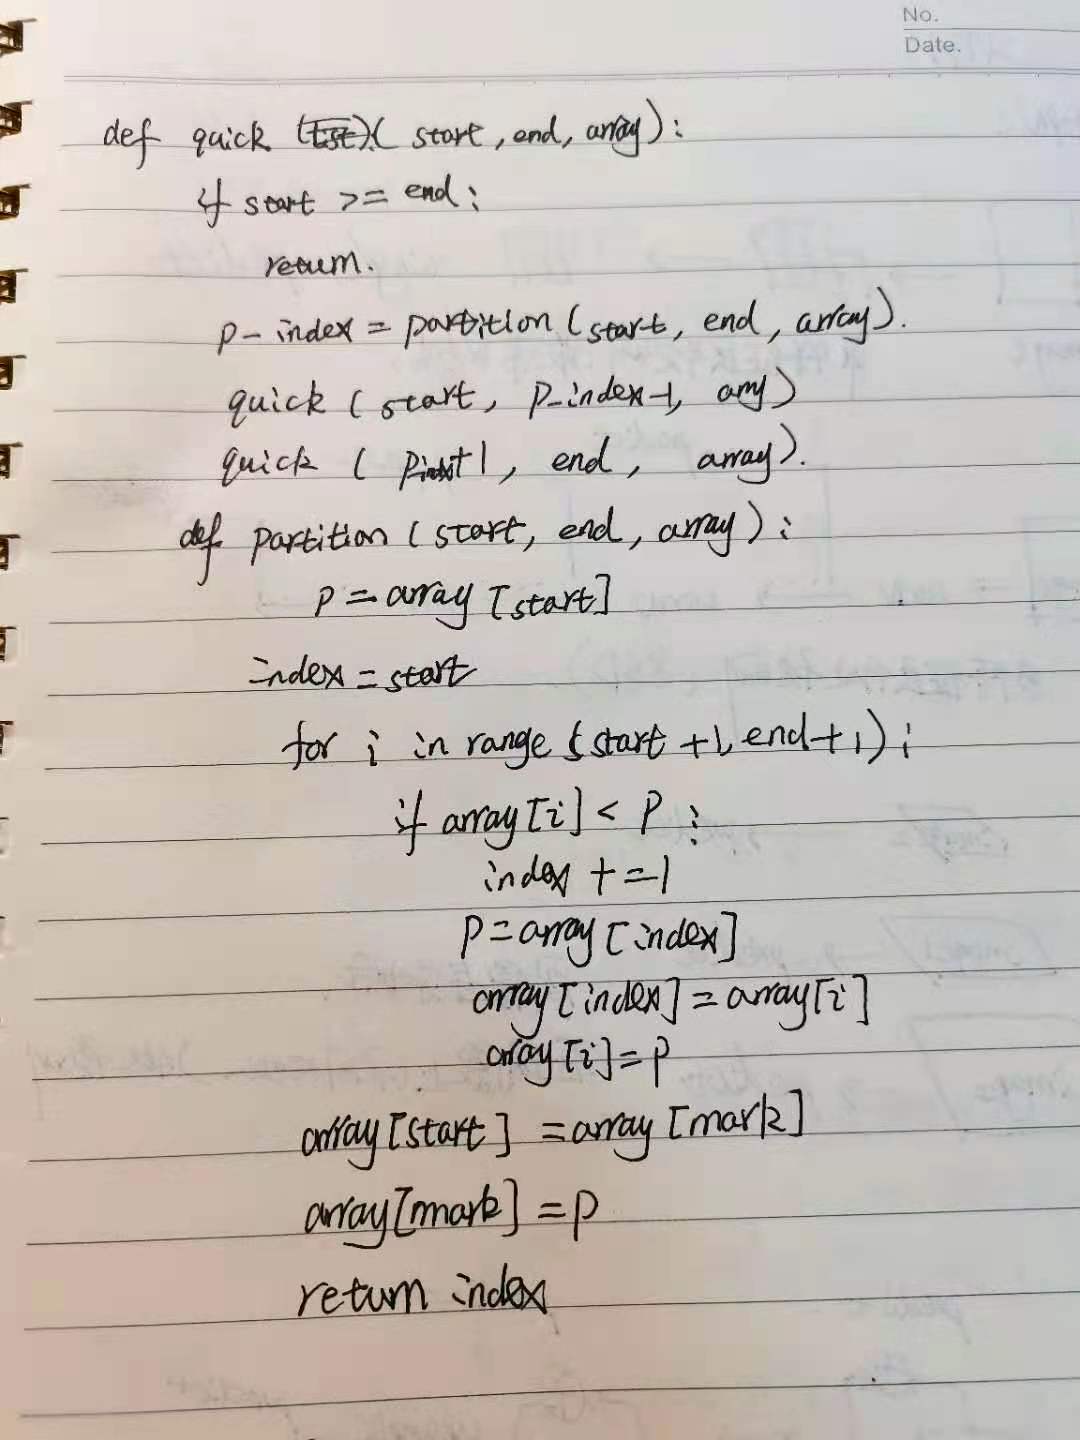 No.
Date.
def quick (start, end, array):
if start >= end:
return.
p-index = partition (start, end, array).
quick (start, p-index-1, arry)
quick ( pindex+1, end, array).
def partition (start, end, array):
p = array [start]
index = start
for i in range (start +1, end+1):
if array[i] < p:
index +=1
p=array [index]
array [index] = array[i]
array [i] = p
array [start] = array [mark]
array [mark] = p
return index